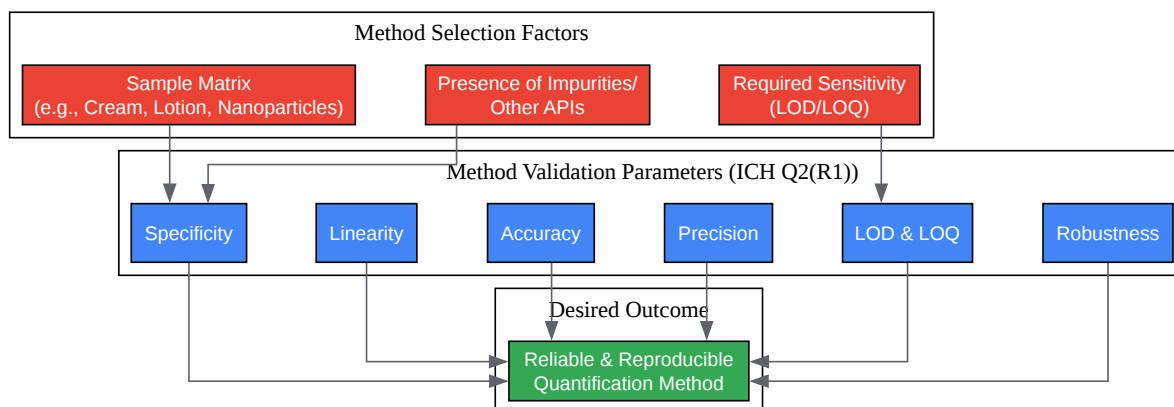 Method Selection Factors
Sample Matrix
(e.g., Cream, Lotion, Nanoparticles)
Presence of Impurities/
Other APIs
Required Sensitivity
(LOD/LOQ)
Method Validation Parameters (ICH Q2(R1))
Specificity
Linearity
Accuracy
Precision
LOD & LOQ
Robustness
Desired Outcome
Reliable & Reproducible
Quantification Method